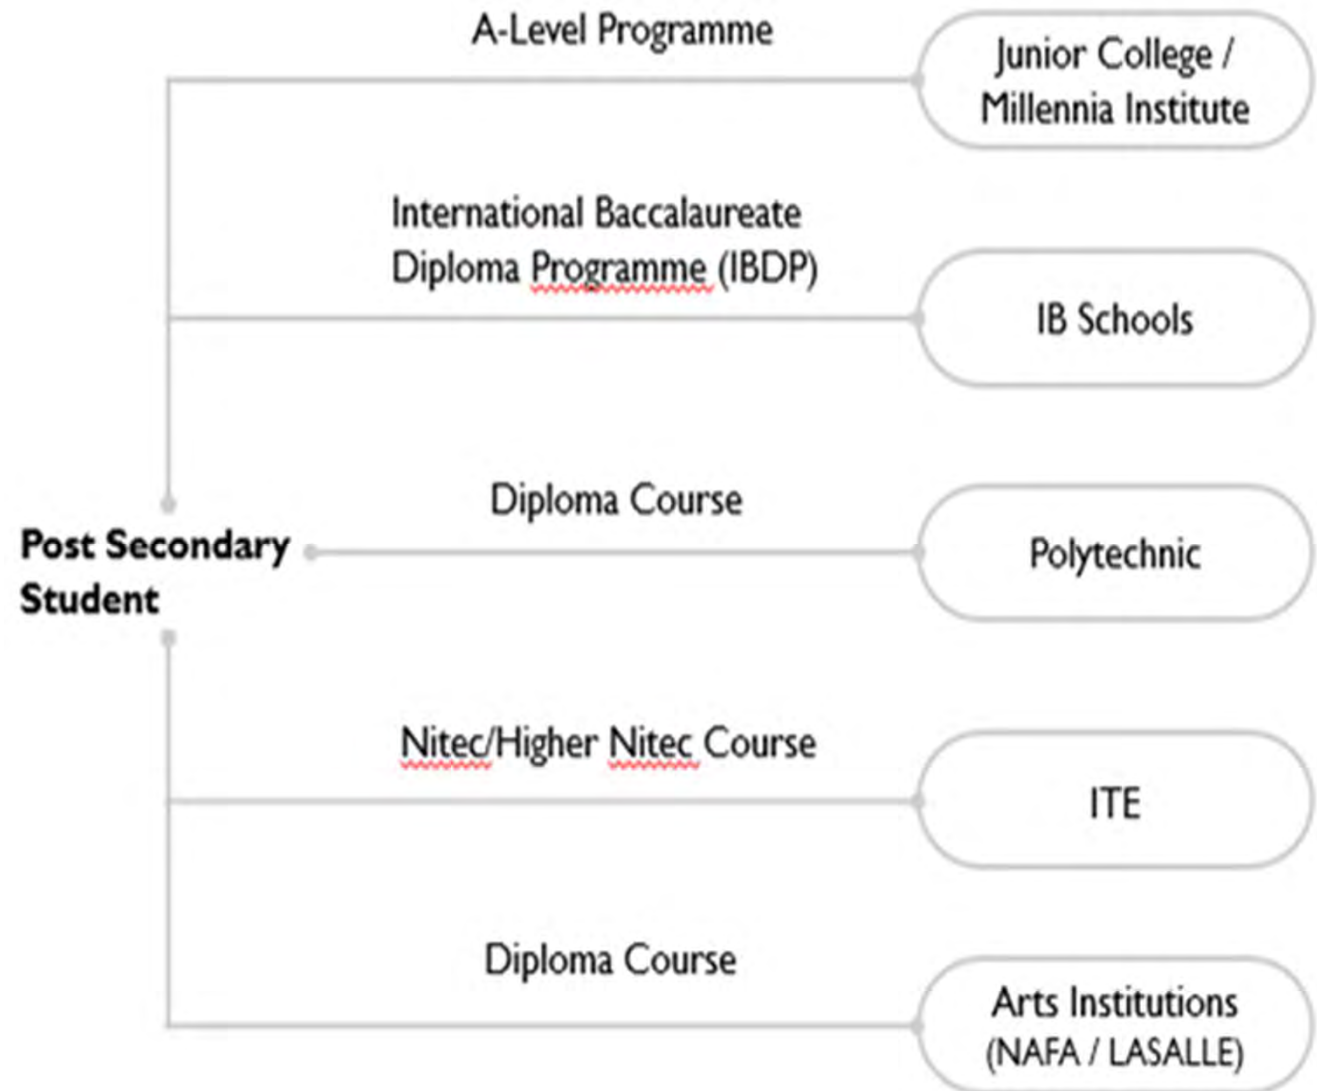 A-Level Programme
Junior College /
Millennia Institute
International Baccalaureate
Diploma Programme (IBDP)
IB Schools
Diploma Course
Polytechnic
Post Secondary
Student
Nitec/Higher Nitec Course
ITE
Diploma Course
Arts Institutions
(NAFA / LASALLE)